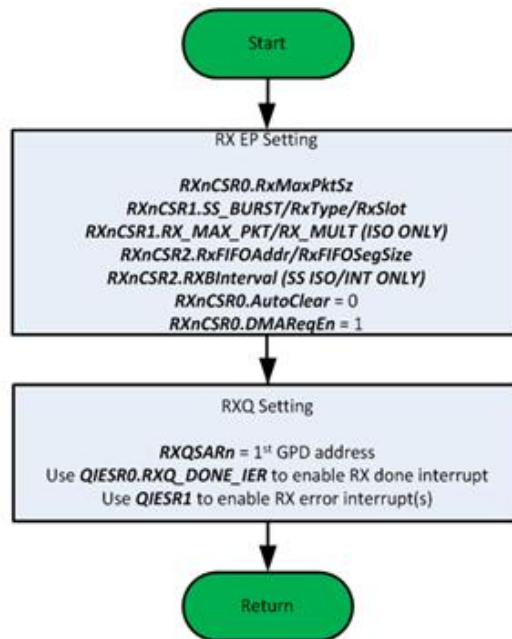 Start
RX EP Setting
RXnCSR0.RxMaxPktSz
RXnCSR1.SS_BURST/RxType/RxSlot
RXnCSR1.RX_MAX_PKT/RX_MULT (ISO ONLY)
RXnCSR2.RxFIFOAddr/RxFIFOSegSize
RXnCSR2.RXBInterval (SS ISO/INT ONLY)
RXnCSR0.AutoClear = 0
RXnCSR0.DMAReqEn = 1
RXQ Setting
RXQSARn = 1st GPD address
Use QIESR0.RXQ_DONE_IER to enable RX done interrupt
Use QIESR1 to enable RX error interrupt(s)
Return